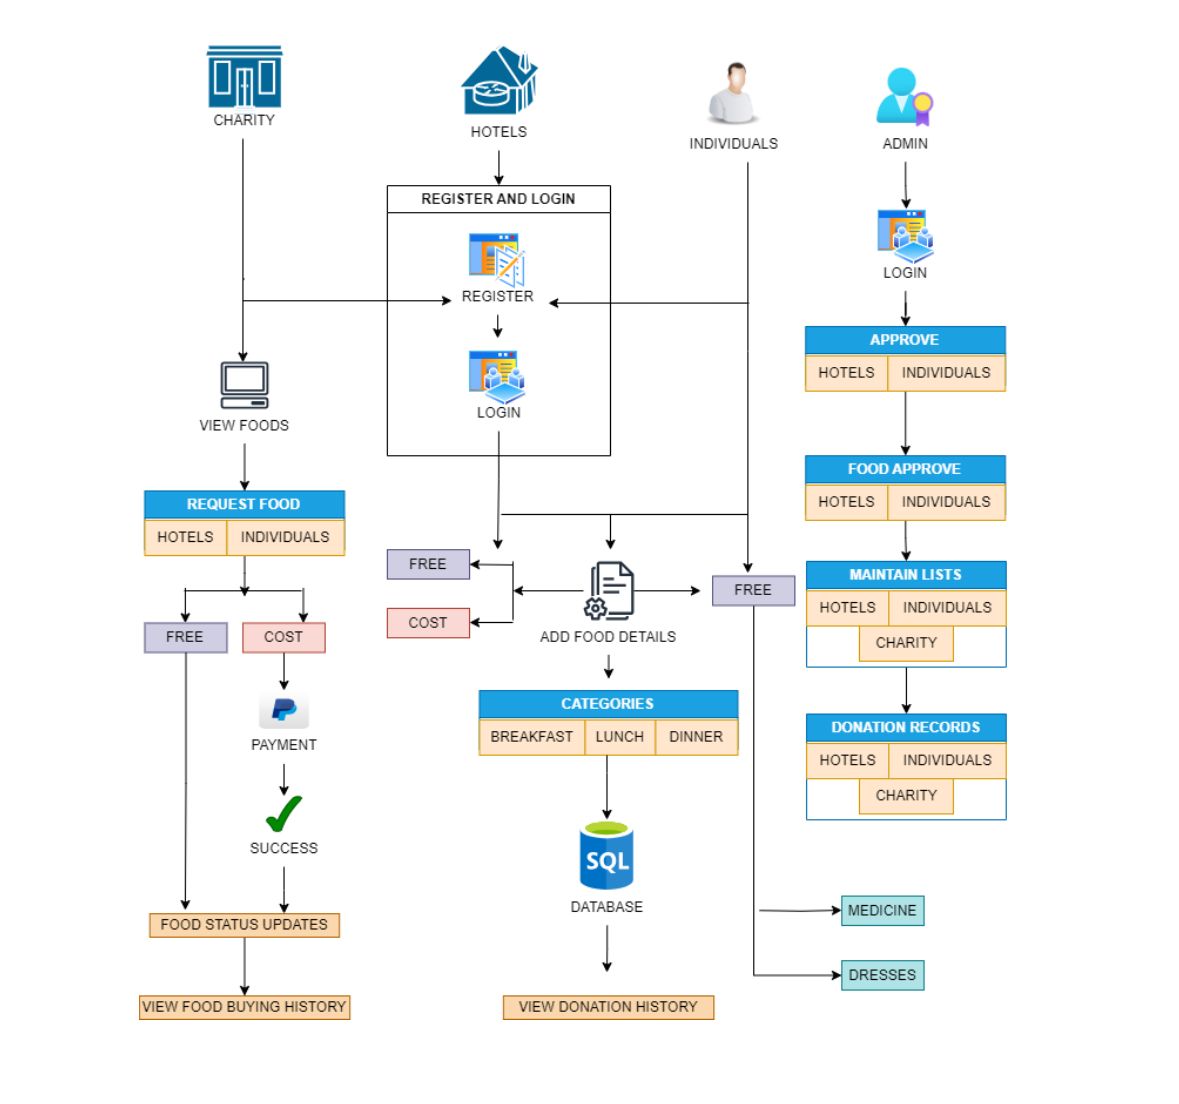 CHARITY
HOTELS
INDIVIDUALS
ADMIN
REGISTER AND LOGIN
REGISTER
LOGIN
LOGIN
APPROVE
HOTELS INDIVIDUALS
VIEW FOODS
FOOD APPROVE
HOTELS INDIVIDUALS
REQUEST FOOD
HOTELS INDIVIDUALS
FREE
COST
FREE
COST
ADD FOOD DETAILS
FREE
MAINTAIN LISTS
HOTELS INDIVIDUALS
CHARITY
PAYMENT
SUCCESS
CATEGORIES
BREAKFAST LUNCH DINNER
DONATION RECORDS
HOTELS INDIVIDUALS
CHARITY
SQL
DATABASE
MEDICINE
DRESSES
FOOD STATUS UPDATES
VIEW FOOD BUYING HISTORY
VIEW DONATION HISTORY